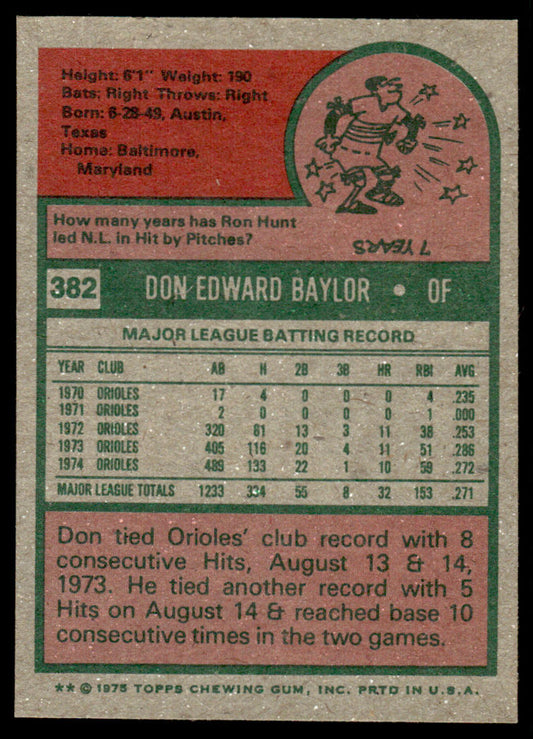 Height: 6'1" Weight: 190
Bats: Right Throws: Right
Born: 6-28-49, Austin,
Texas
Home: Baltimore,
Maryland
How many years has Ron Hunt
led N.L. in Hit by Pitches?
7 YEARS
382 DON EDWARD BAYLOR • OF
MAJOR LEAGUE BATTING RECORD
YEAR CLUB AB H 2B 3B HR RBI AVG
1970 ORIOLES 17 4 0 0 0 4 .235
1971 ORIOLES 2 0 0 0 0 1 .000
1972 ORIOLES 320 81 13 3 11 38 .253
1973 ORIOLES 405 116 20 4 11 51 .286
1974 ORIOLES 489 133 22 1 10 59 .272
MAJOR LEAGUE TOTALS 1233 334 55 8 32 153 .271
Don tied Orioles' club record with 8
consecutive Hits, August 13 & 14,
1973. He tied another record with 5
Hits on August 14 & reached base 10
consecutive times in the two games.
** © 1975 TOPPS CHEWING GUM, INC. PRTD IN U.S.A.